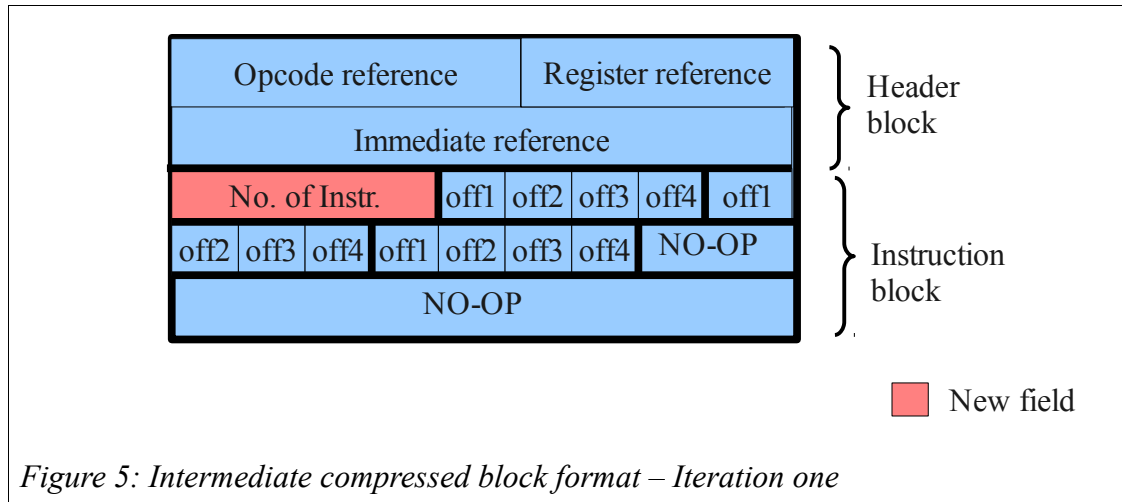 Opcode reference Register reference
Header
block
Immediate reference
No. of Instr. off1 off2 off3 off4 off1
off2 off3 off4 off1 off2 off3 off4 NO-OP
Instruction
block
NO-OP
New field
Figure 5: Intermediate compressed block format – Iteration one